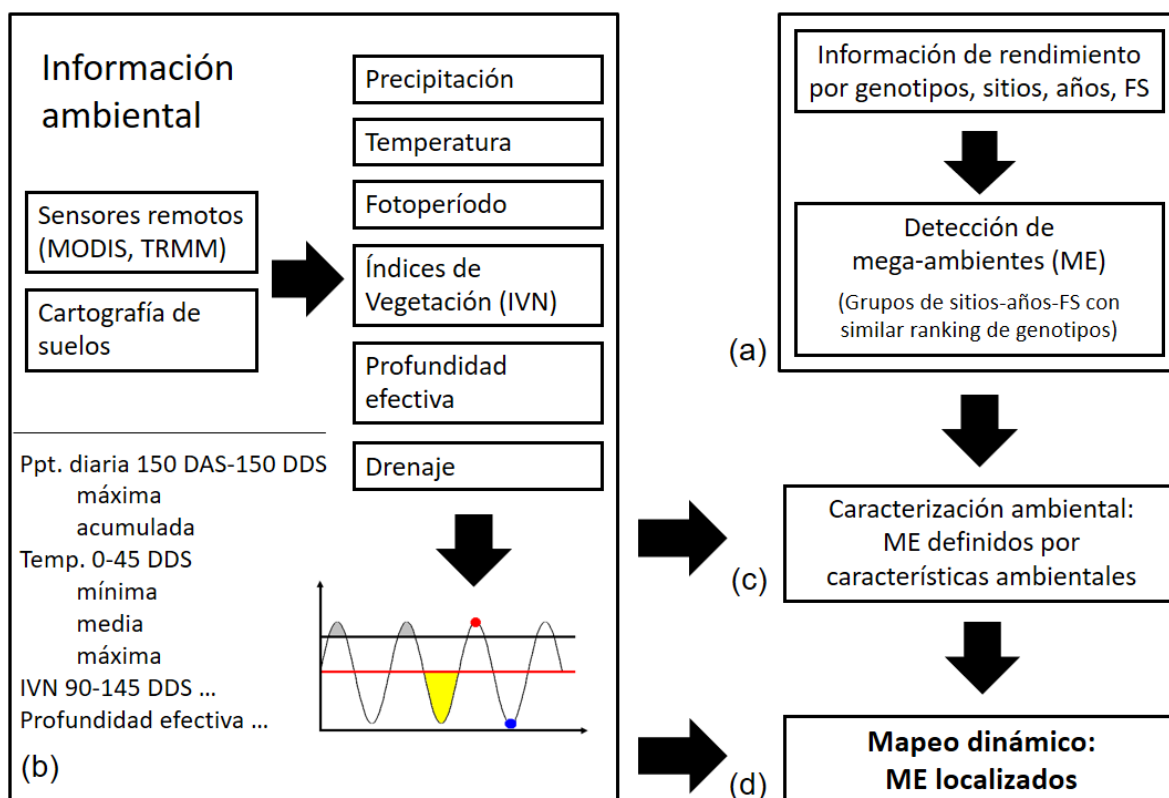 Información
ambiental
Sensores remotos
(MODIS, TRMM)
Cartografía de
suelos
Precipitación
Temperatura
Fotoperíodo
Índices de
Vegetación (IVN)
Profundidad
efectiva
Drenaje
Ppt. diaria 150 DAS-150 DDS
máxima
acumulada
Temp. 0-45 DDS
mínima
media
máxima
IVN 90-145 DDS ...
Profundidad efectiva ...
(b)
Información de rendimiento
por genotipos, sitios, años, FS
Detección de
mega-ambientes (ME)
(Grupos de sitios-años-FS con
similar ranking de genotipos)
(a)
Caracterización ambiental:
ME definidos por
características ambientales
(c)
Mapeo dinámico:
ME localizados
(d)